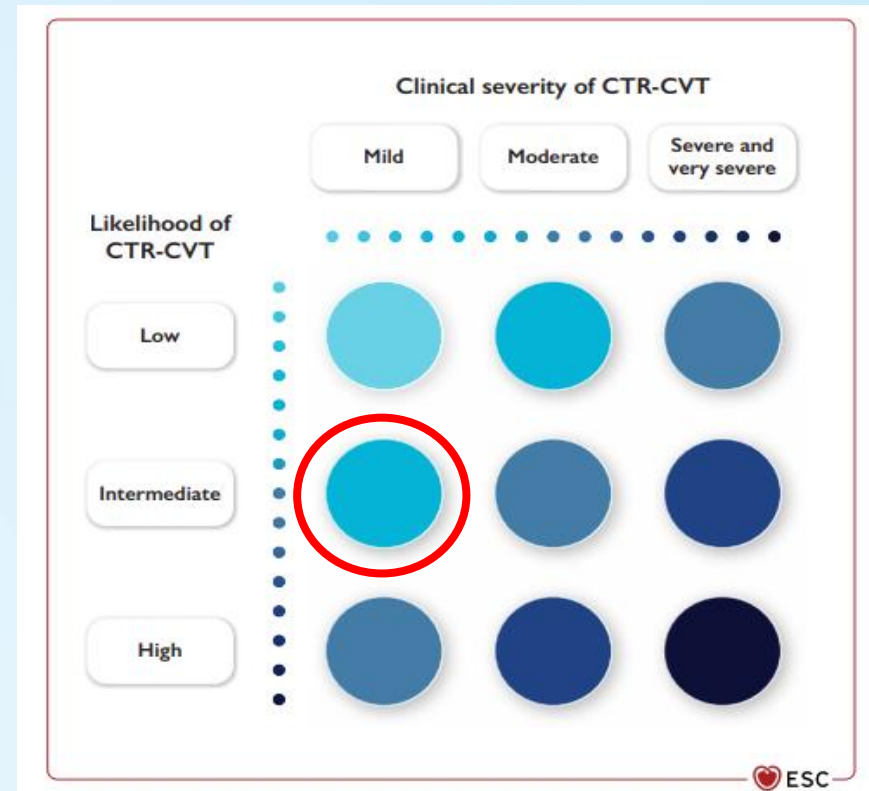 Clinical severity of CTR-CVT
Mild
Moderate
Severe and
very severe
Likelihood of
CTR-CVT
Low
Intermediate
High
ESC